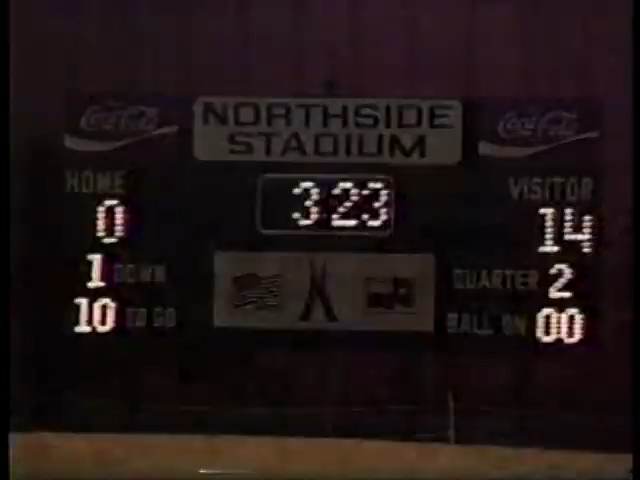 Coca-Cola
NORTHSIDE
STADIUM
Coca-Cola
HOME
3:23
VISITOR
0
14
1 DOWN
QUARTER 2
10 TO GO
BALL ON 00